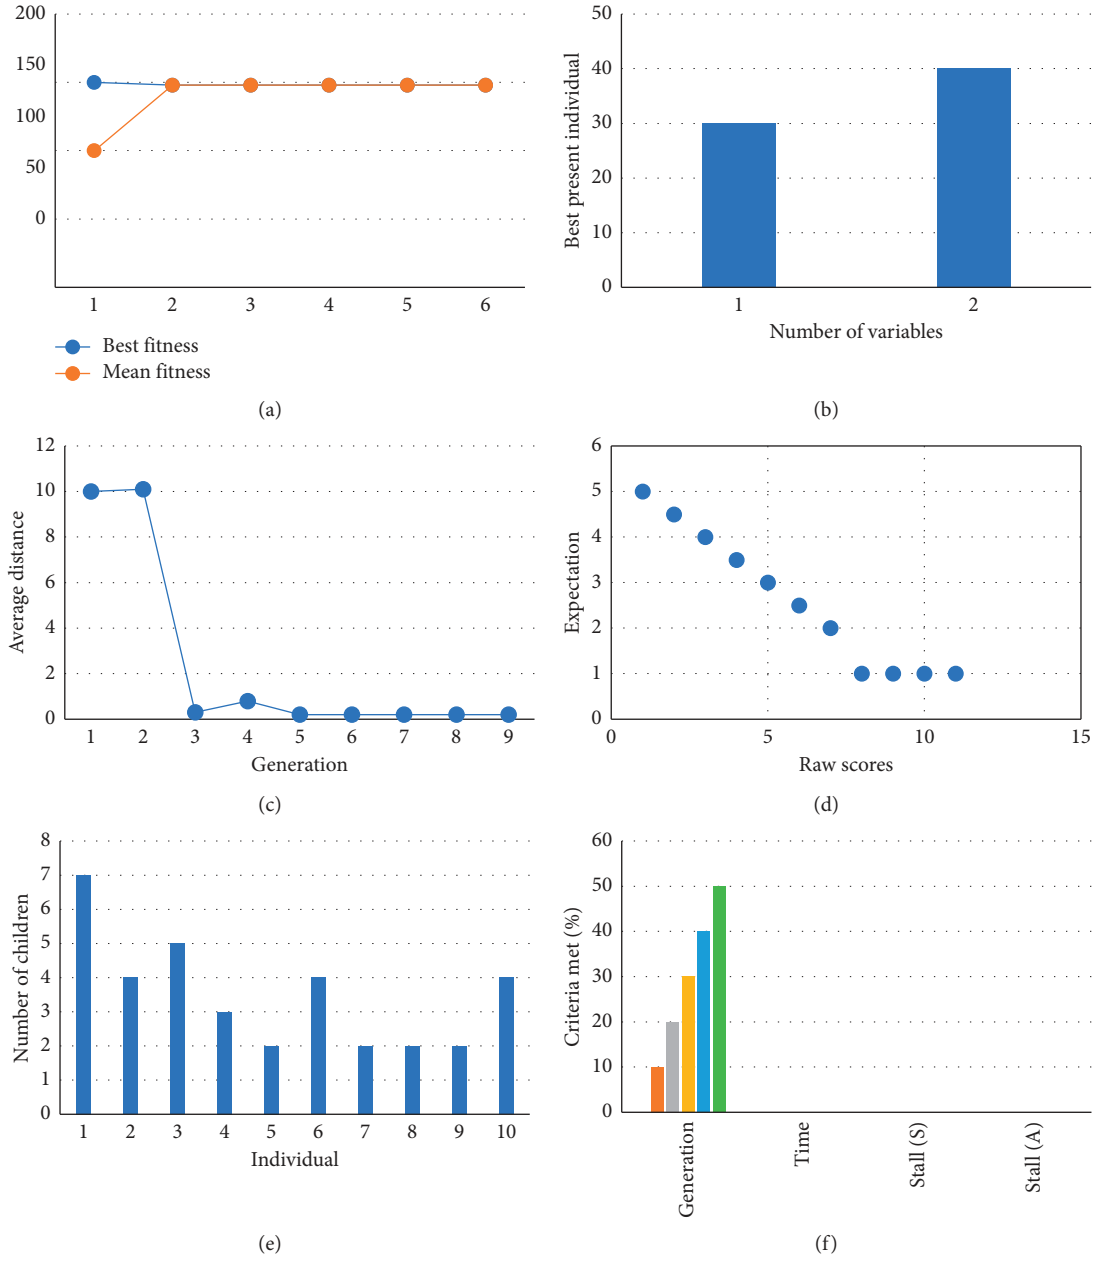 200
150
100
50
0
1 2 3 4 5 6
Best fitness
Mean fitness
(a)
Best present individual
50
40
30
20
10
0
1 2
Number of variables
(b)
Average distance
12
10
8
6
4
2
0
1 2 3 4 5 6 7 8 9
Generation
(c)
Expectation
6
5
4
3
2
1
0
0 5 10 15
Raw scores
(d)
Number of children
8
7
6
5
4
3
2
1
0
1 2 3 4 5 6 7 8 9 10
Individual
(e)
Criteria met (%)
60
50
40
30
20
10
0
Generation
Time
Stall (S)
Stall (A)
(f)